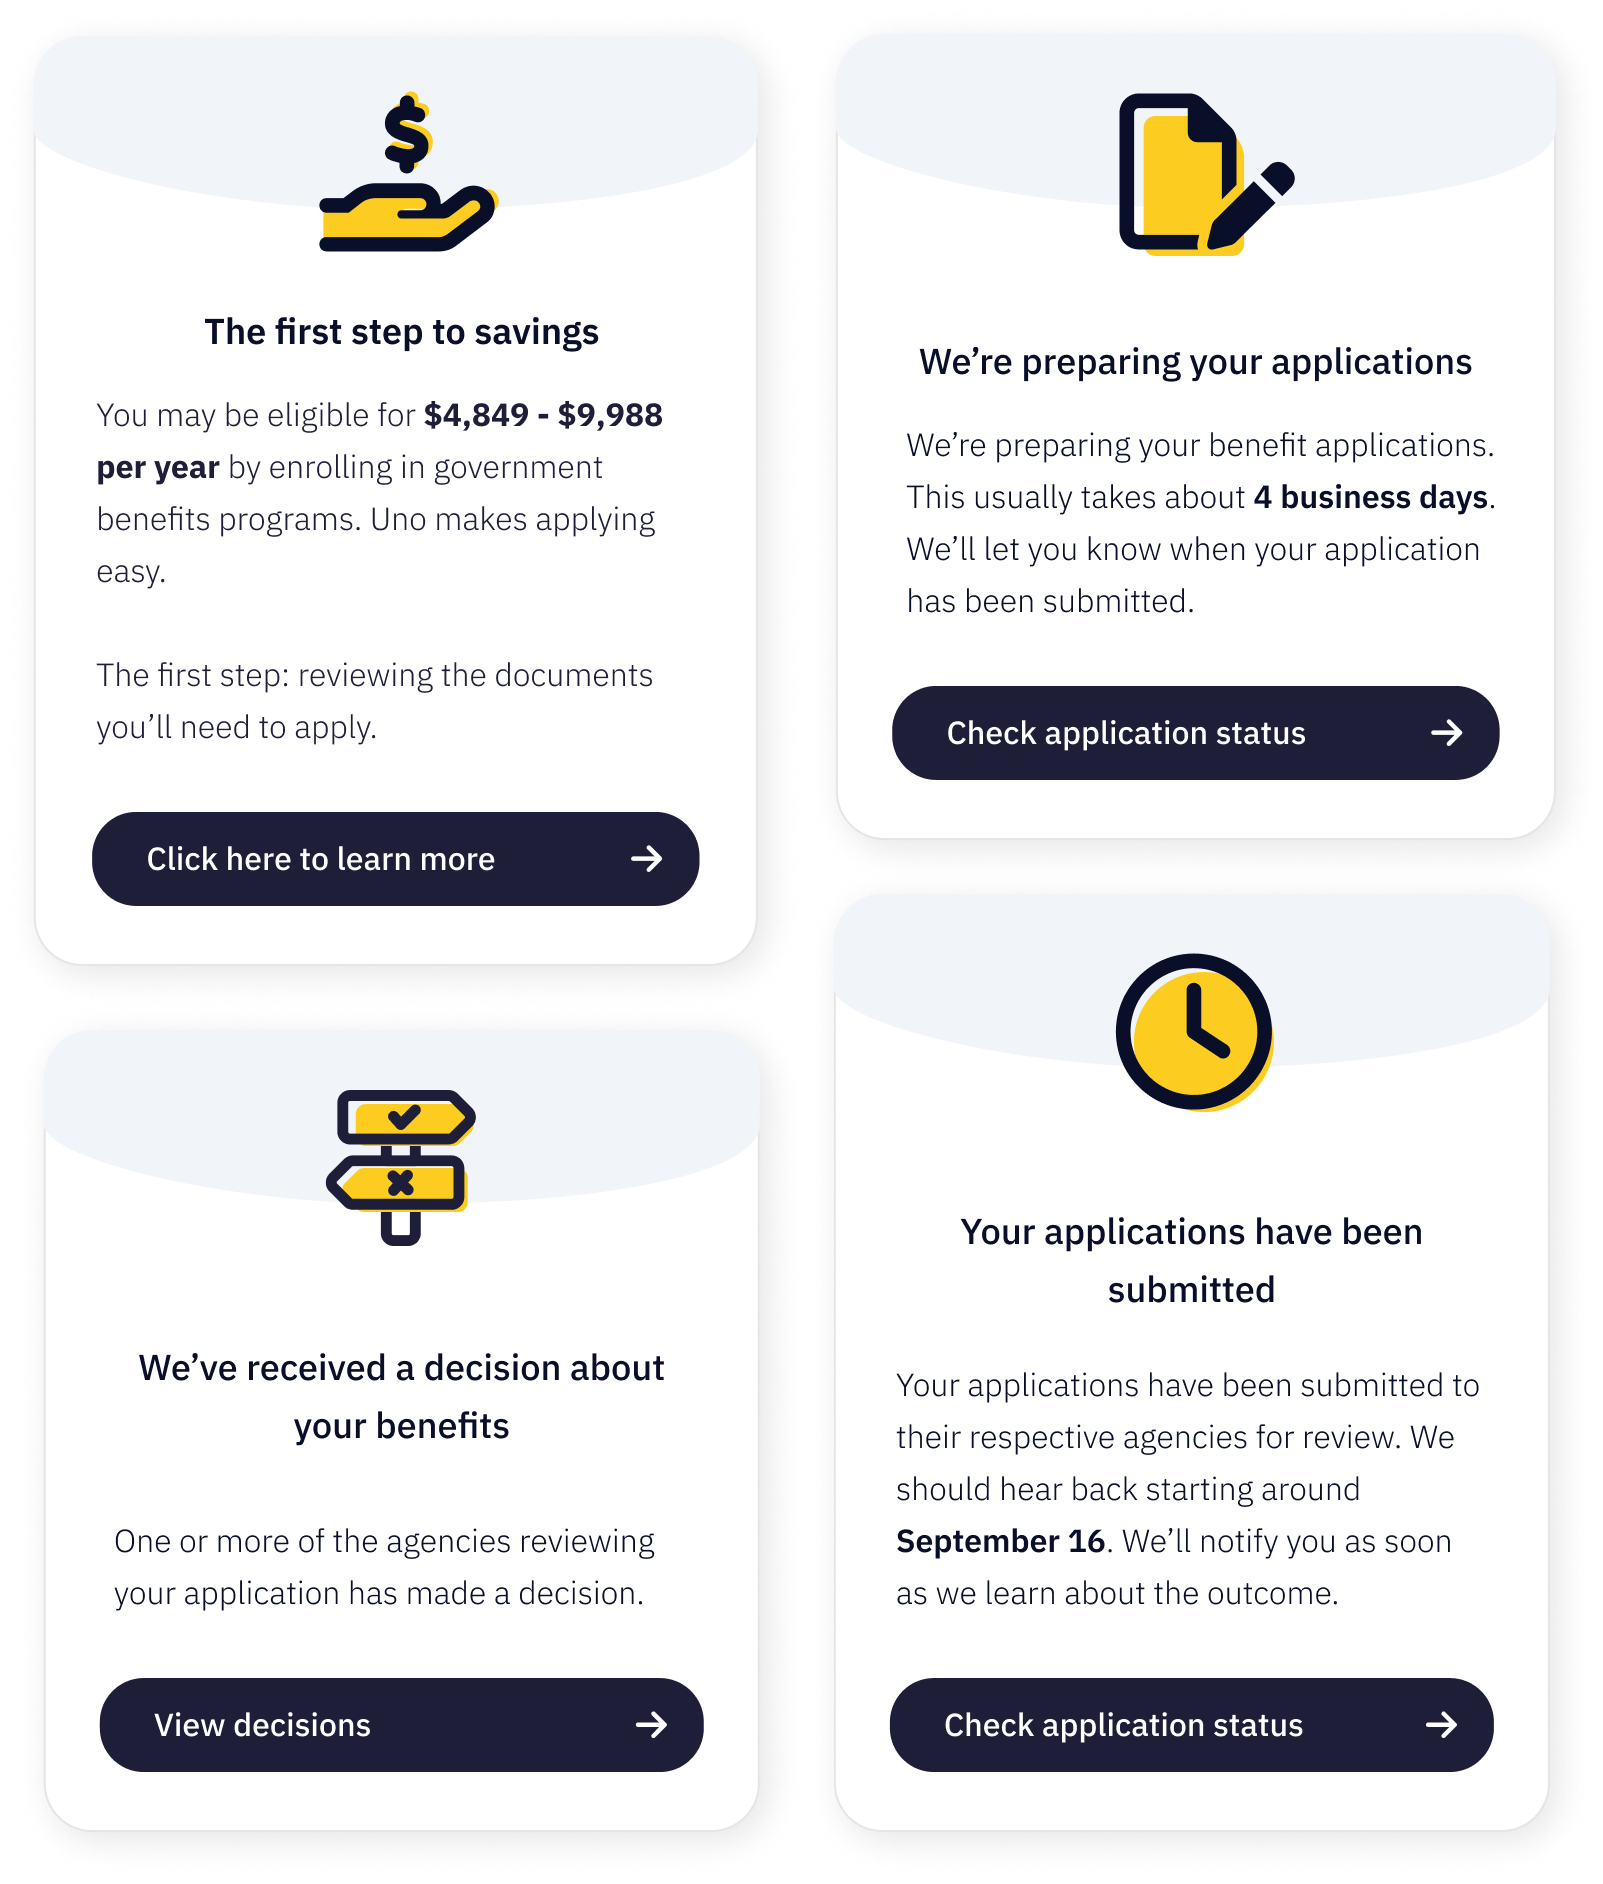 The first step to savings
You may be eligible for $4,849 - $9,988
per year by enrolling in government
benefits programs. Uno makes applying
easy.
The first step: reviewing the documents
you’ll need to apply.
Click here to learn more
We’re preparing your applications
We’re preparing your benefit applications.
This usually takes about 4 business days.
We’ll let you know when your application
has been submitted.
Check application status
We’ve received a decision about
your benefits
One or more of the agencies reviewing
your application has made a decision.
View decisions
Your applications have been
submitted
Your applications have been submitted to
their respective agencies for review. We
should hear back starting around
September 16. We’ll notify you as soon
as we learn about the outcome.
Check application status